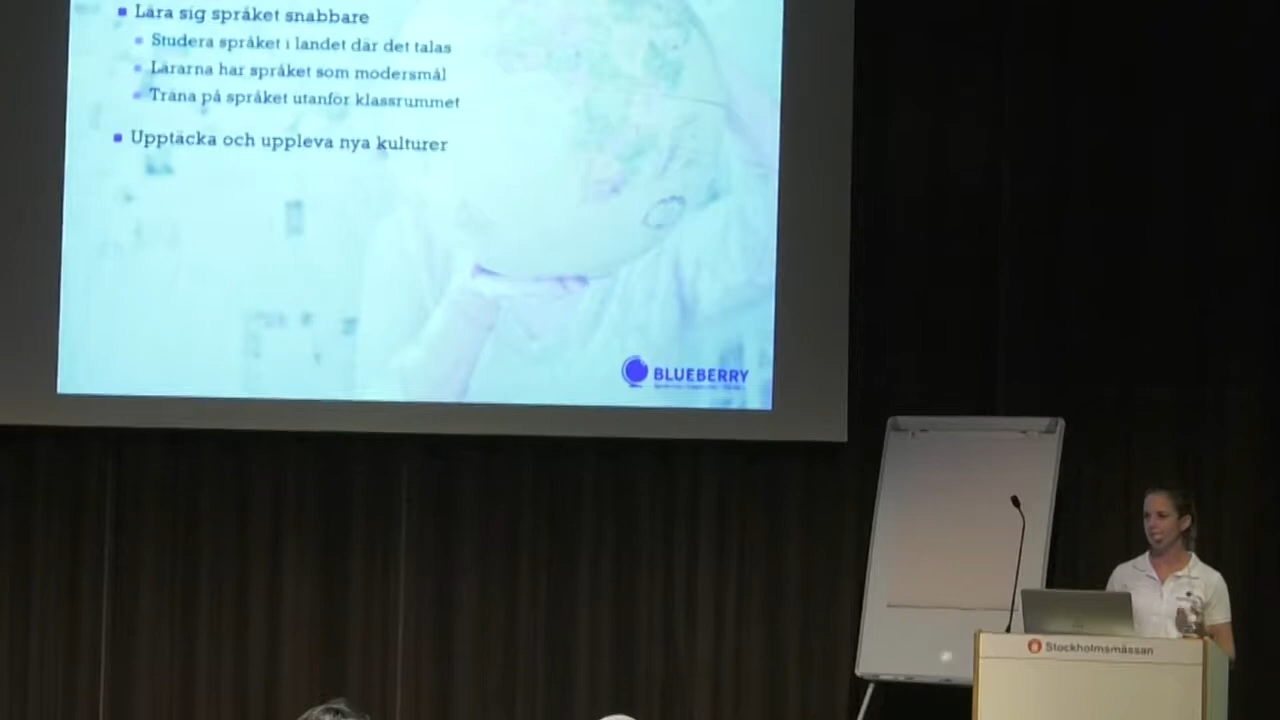 Lära sig språket snabbare
Studera språket i landet där det talas
Lärarna har språket som modersmål
Träna på språket utanför klassrummet
Upptäcka och uppleva nya kulturer
BLUEBERRY
Stockholmsmässan